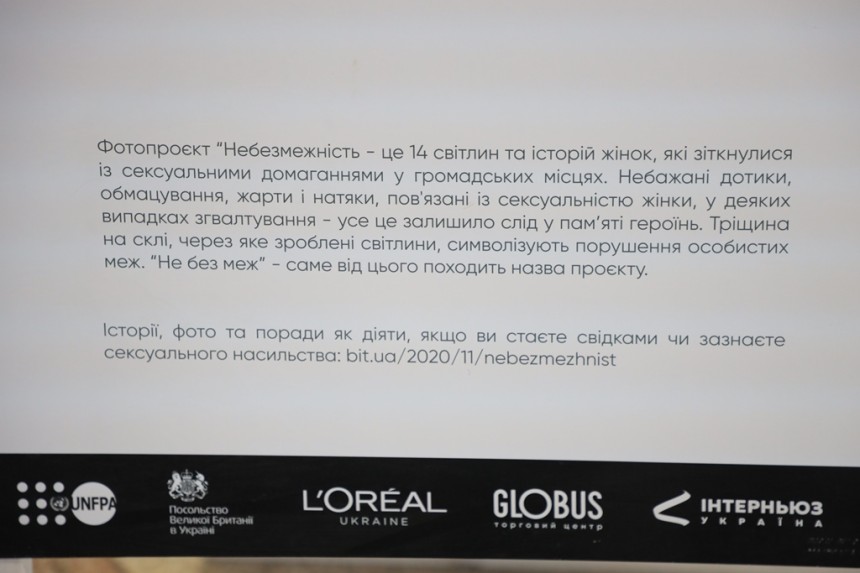 Фотопроєкт “Небезмежність - це 14 світлин та історій жінок, які зіткнулися
із сексуальними домаганнями у громадських місцях. Небажані дотики,
обмацування, жарти і натяки, пов'язані із сексуальністю жінки, у деяких
випадках згвалтування - усе це залишило слід у пам’яті героїнь. Тріщина
на склі, через яке зроблені світлини, символізують порушення особистих
меж. “Не без меж” - саме від цього походить назва проєкту.
Історії, фото та поради як діяти, якщо ви стаєте свідками чи зазнаєте
сексуального насильства: bit.ua/2020/11/nebezmezhnist
UNFPA
Посольство
Великої Британії
в Україні
L'ORÉAL
UKRAINE
GLOBUS
торговий центр
ІНТЕРНЬЮЗ
УКРАЇНА